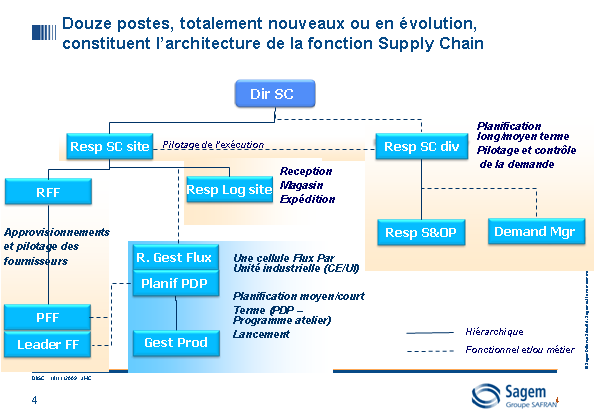 Douze postes, totalement nouveaux ou en évolution,
constituent l’architecture de la fonction Supply Chain
Dir SC
Resp SC site
Pilotage de l’exécution
Resp SC div
Planification
long/moyen terme
Pilotage et contrôle
de la demande
RFF
Resp Log site
Reception
Magasin
Expédition
Resp S&OP
Demand Mgr
Approvisionnements
et pilotage des
fournisseurs
R. Gest Flux
Planif PDP
Une cellule Flux Par
Unité industrielle (CE/UI)
Planification moyen/court
Terme (PDP –
Programme atelier)
Lancement
PFF
Leader FF
Gest Prod
Hiérarchique
Fonctionnel et/ou métier
4
Sagem
Groupe SAFRAN